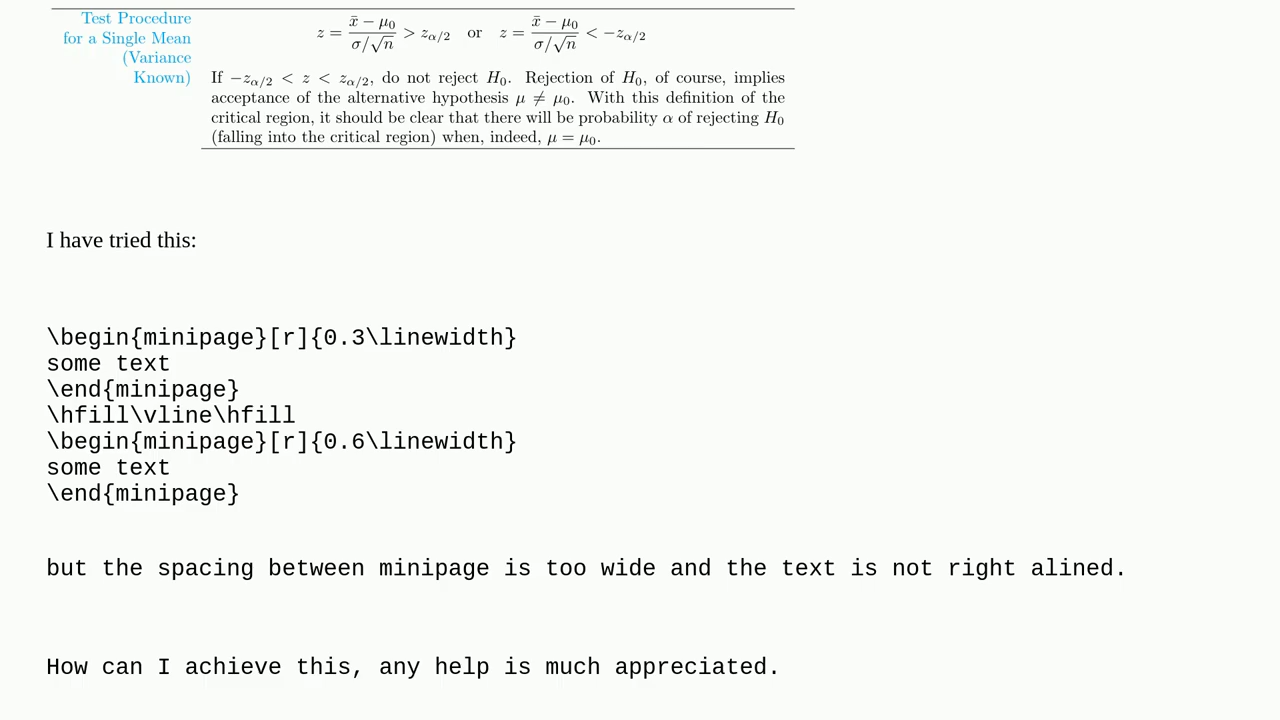 Test Procedure
for a Single Mean
(Variance
Known)
z = x̄ − μ₀ / σ/√n > z_{α/2} or z = x̄ − μ₀ / σ/√n < −z_{α/2}
If −z_{α/2} < z < z_{α/2}, do not reject H₀. Rejection of H₀, of course, implies
acceptance of the alternative hypothesis μ ≠ μ₀. With this definition of the
critical region, it should be clear that there will be probability α of rejecting H₀
(falling into the critical region) when, indeed, μ = μ₀.
I have tried this:
\begin{minipage}[r]{0.3\linewidth}
some text
\end{minipage}
\hfill\vline\hfill
\begin{minipage}[r]{0.6\linewidth}
some text
\end{minipage}
but the spacing between minipage is too wide and the text is not right alined.
How can I achieve this, any help is much appreciated.